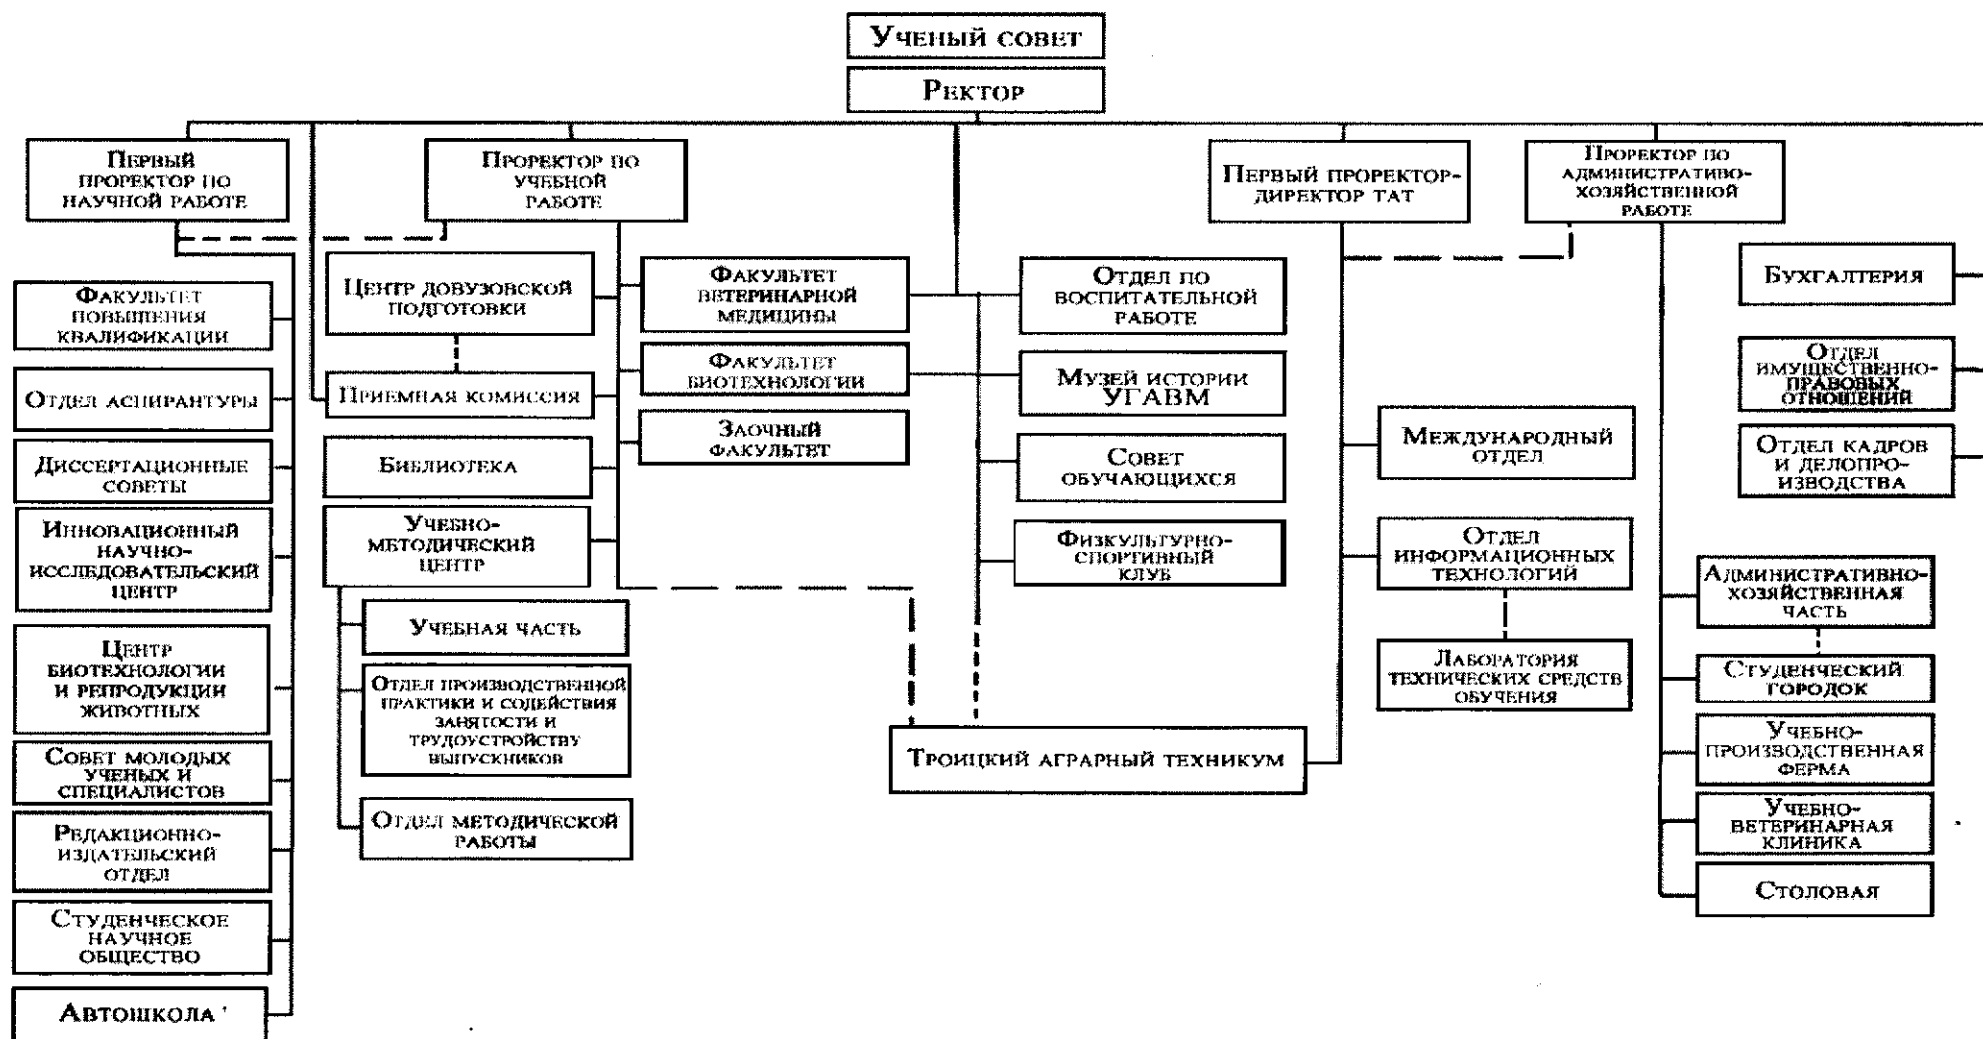 УЧЕНЫЙ СОВЕТ
РЕКТОР
ПЕРВЫЙ
ПРОРЕКТОР ПО
НАУЧНОЙ РАБОТЕ
ПРОРЕКТОР ПО
УЧЕБНОЙ
РАБОТЕ
ПЕРВЫЙ ПРОРЕКТОР-
ДИРЕКТОР ТАТ
ПРОРЕКТОР ПО
АДМИНИСТРАТИВО-
ХОЗЯЙСТВЕННОЙ
РАБОТЕ
ФАКУЛЬТЕТ
ПОВЫШЕНИЯ
КВАЛИФИКАЦИИ
ОТДЕЛ АСПИРАНТУРЫ
ДИССЕРТАЦИОННЫЕ
СОВЕТЫ
ИННОВАЦИОННЫЙ
НАУЧНО-
ИССЛЕДОВАТЕЛЬСКИЙ
ЦЕНТР
ЦЕНТР
БИОТЕХНОЛОГИИ
И РЕПРОДУКЦИИ
ЖИВОТНЫХ
СОВЕТ МОЛОДЫХ
УЧЕНЫХ И
СПЕЦИАЛИСТОВ
РЕДАКЦИОННО-
ИЗДАТЕЛЬСКИЙ
ОТДЕЛ
СТУДЕНЧЕСКОЕ
НАУЧНОЕ
ОБЩЕСТВО
АВТОШКОЛА
ЦЕНТР ДОВУЗОВСКОЙ
ПОДГОТОВКИ
ПРИЕМНАЯ КОМИССИЯ
БИБЛИОТЕКА
УЧЕБНО-
МЕТОДИЧЕСКИЙ
ЦЕНТР
УЧЕБНАЯ ЧАСТЬ
ОТДЕЛ ПРОИЗВОДСТВЕННОЙ
ПРАКТИКИ И СОДЕЙСТВИЯ
ЗАНЯТОСТИ И
ТРУДОУСТРОЙСТВУ
ВЫПУСКНИКОВ
ОТДЕЛ МЕТОДИЧЕСКОЙ
РАБОТЫ
ФАКУЛЬТЕТ
ВЕТЕРИНАРНОЙ
МЕДИЦИНЫ
ФАКУЛЬТЕТ
БИОТЕХНОЛОГИИ
ЗАОЧНЫЙ
ФАКУЛЬТЕТ
ОТДЕЛ ПО
ВОСПИТАТЕЛЬНОЙ
РАБОТЕ
МУЗЕЙ ИСТОРИИ
УГАВМ
СОВЕТ
ОБУЧАЮЩИХСЯ
ФИЗКУЛЬТУРНО-
СПОРТИВНЫЙ
КЛУБ
ТРОИЦКИЙ АГРАРНЫЙ ТЕХНИКУМ
МЕЖДУНАРОДНЫЙ
ОТДЕЛ
ОТДЕЛ
ИНФОРМАЦИОННЫХ
ТЕХНОЛОГИЙ
ЛАБОРАТОРИЯ
ТЕХНИЧЕСКИХ СРЕДСТВ
ОБУЧЕНИЯ
БУХГАЛТЕРИЯ
ОТДЕЛ
ИМУЩЕСТВЕННО-
ПРАВОВЫХ
ОТНОШЕНИЙ
ОТДЕЛ КАДРОВ
И ДЕЛОПРО-
ИЗВОДСТВА
АДМИНИСТРАТИВНО-
ХОЗЯЙСТВЕННАЯ
ЧАСТЬ
СТУДЕНЧЕСКИЙ
ГОРОДОК
УЧЕБНО-
ПРОИЗВОДСТВЕННАЯ
ФЕРМА
УЧЕБНО-
ВЕТЕРИНАРНАЯ
КЛИНИКА
СТОЛОВАЯ